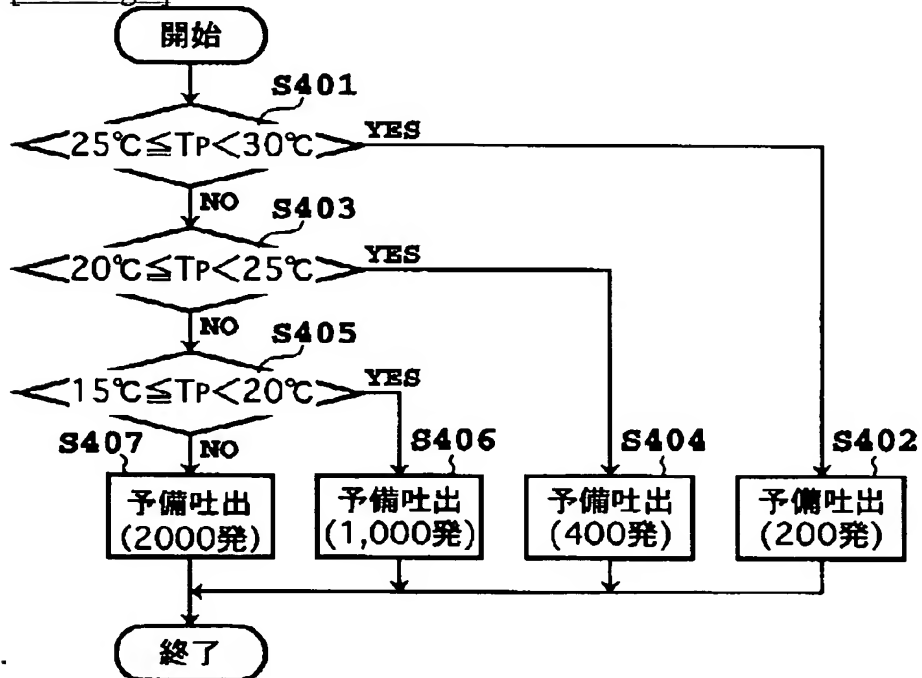 開始
S401
25℃≦TP<30℃
YES
NO
S403
20℃≦TP<25℃
YES
NO
S405
15℃≦TP<20℃
YES
NO
S407
S406
S404
S402
予備吐出
(2000発)
予備吐出
(1,000発)
予備吐出
(400発)
予備吐出
(200発)
終了